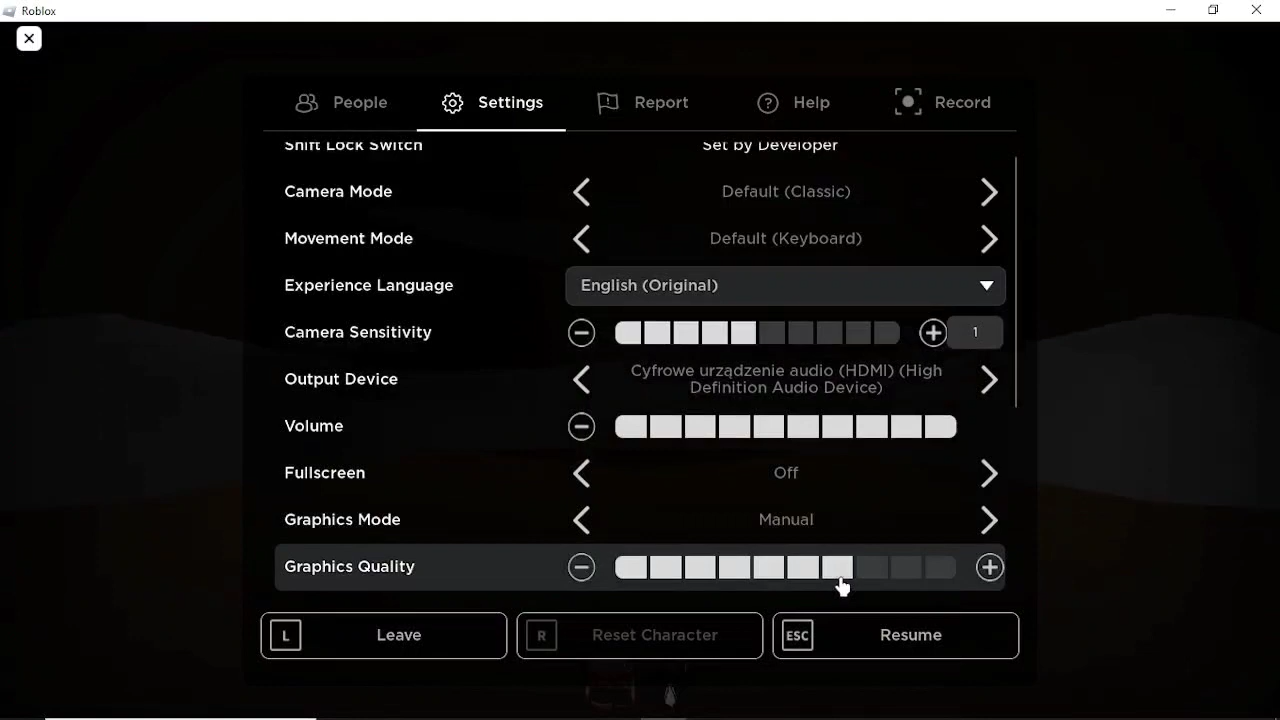 Roblox
People
Settings
Report
Help
Record
Shift Lock Switch
Set by Developer
Camera Mode
Default (Classic)
Movement Mode
Default (Keyboard)
Experience Language
English (Original)
Camera Sensitivity
1
Output Device
Cyfrowe urządzenie audio (HDMI) (High
Definition Audio Device)
Volume
Fullscreen
Off
Graphics Mode
Manual
Graphics Quality
L
Leave
R
Reset Character
ESC
Resume